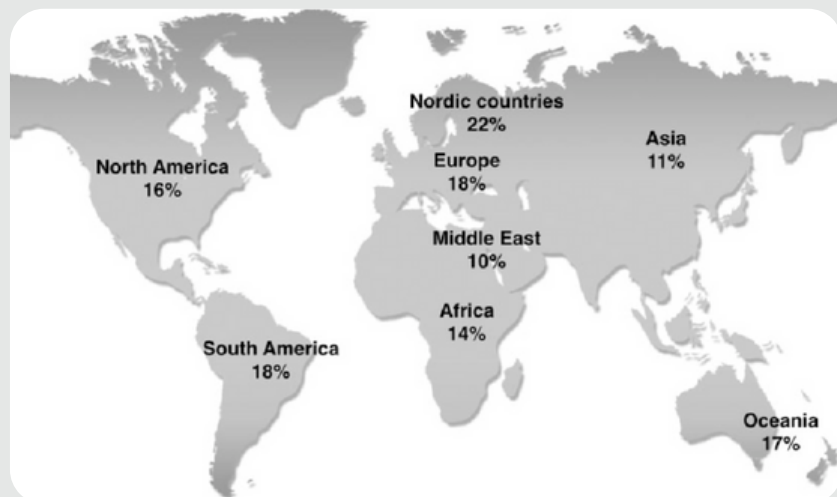 Nordic countries
22%
Asia
11%
North America
16%
Europe
18%
Middle East
10%
Africa
14%
South America
18%
Oceania
17%